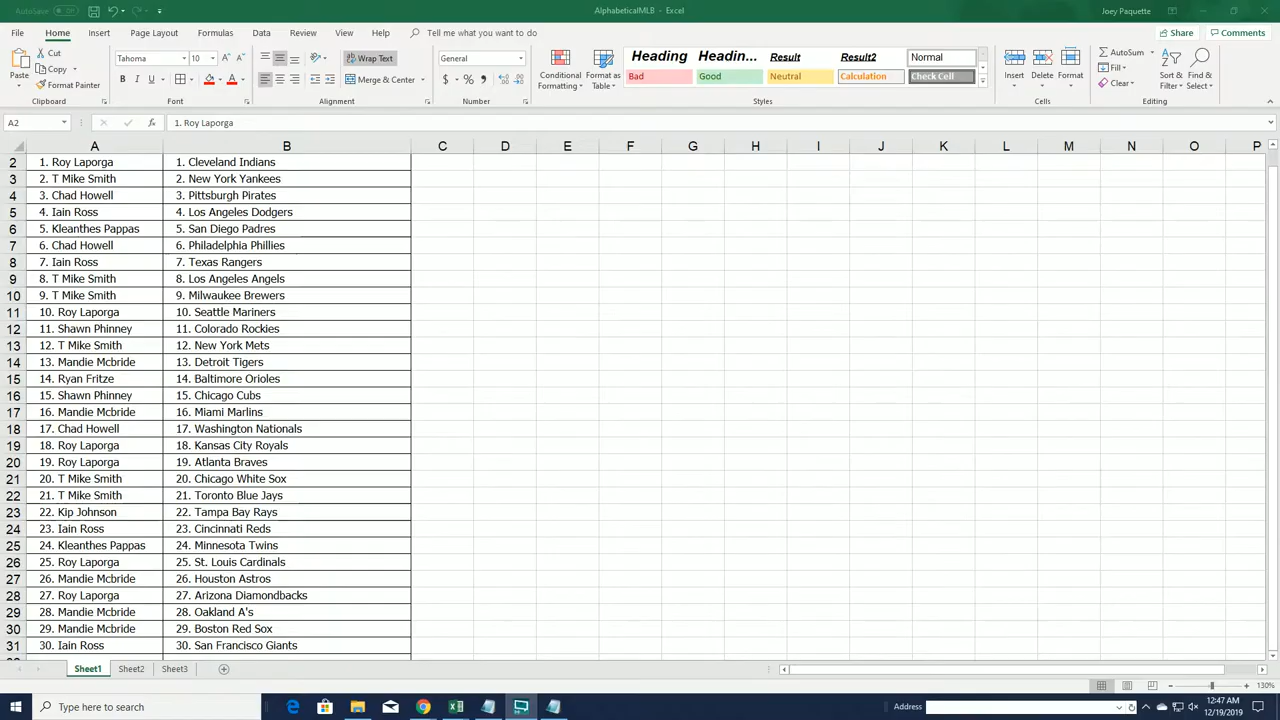 AutoSave Off AlphabeticalMLB - Excel Joey Paquette
File Home Insert Page Layout Formulas Data Review View Help Tell me what you want to do Share Comments
Paste Cut Copy Format Painter Clipboard
Tahoma 10 B I U A Font
Wrap Text Merge & Center Alignment
General $ % Number
Conditional Formatting Format as Table
Heading Headin... Result Result2 Normal
Bad Good Neutral Calculation Check Cell
Styles
Insert Delete Format Cells
AutoSum Fill Clear Sort & Filter Find & Select Editing
A2 fx 1. Roy Laporga
A B C D E F G H I J K L M N O P
2 1. Roy Laporga 1. Cleveland Indians
3 2. T Mike Smith 2. New York Yankees
4 3. Chad Howell 3. Pittsburgh Pirates
5 4. Iain Ross 4. Los Angeles Dodgers
6 5. Kleanthes Pappas 5. San Diego Padres
7 6. Chad Howell 6. Philadelphia Phillies
8 7. Iain Ross 7. Texas Rangers
9 8. T Mike Smith 8. Los Angeles Angels
10 9. T Mike Smith 9. Milwaukee Brewers
11 10. Roy Laporga 10. Seattle Mariners
12 11. Shawn Phinney 11. Colorado Rockies
13 12. T Mike Smith 12. New York Mets
14 13. Mandie Mcbride 13. Detroit Tigers
15 14. Ryan Fritze 14. Baltimore Orioles
16 15. Shawn Phinney 15. Chicago Cubs
17 16. Mandie Mcbride 16. Miami Marlins
18 17. Chad Howell 17. Washington Nationals
19 18. Roy Laporga 18. Kansas City Royals
20 19. Roy Laporga 19. Atlanta Braves
21 20. T Mike Smith 20. Chicago White Sox
22 21. T Mike Smith 21. Toronto Blue Jays
23 22. Kip Johnson 22. Tampa Bay Rays
24 23. Iain Ross 23. Cincinnati Reds
25 24. Kleanthes Pappas 24. Minnesota Twins
26 25. Roy Laporga 25. St. Louis Cardinals
27 26. Mandie Mcbride 26. Houston Astros
28 27. Roy Laporga 27. Arizona Diamondbacks
29 28. Mandie Mcbride 28. Oakland A's
30 29. Mandie Mcbride 29. Boston Red Sox
31 30. Iain Ross 30. San Francisco Giants
Sheet1 Sheet2 Sheet3
130%
Type here to search Address 12:47 AM
12/19/2019